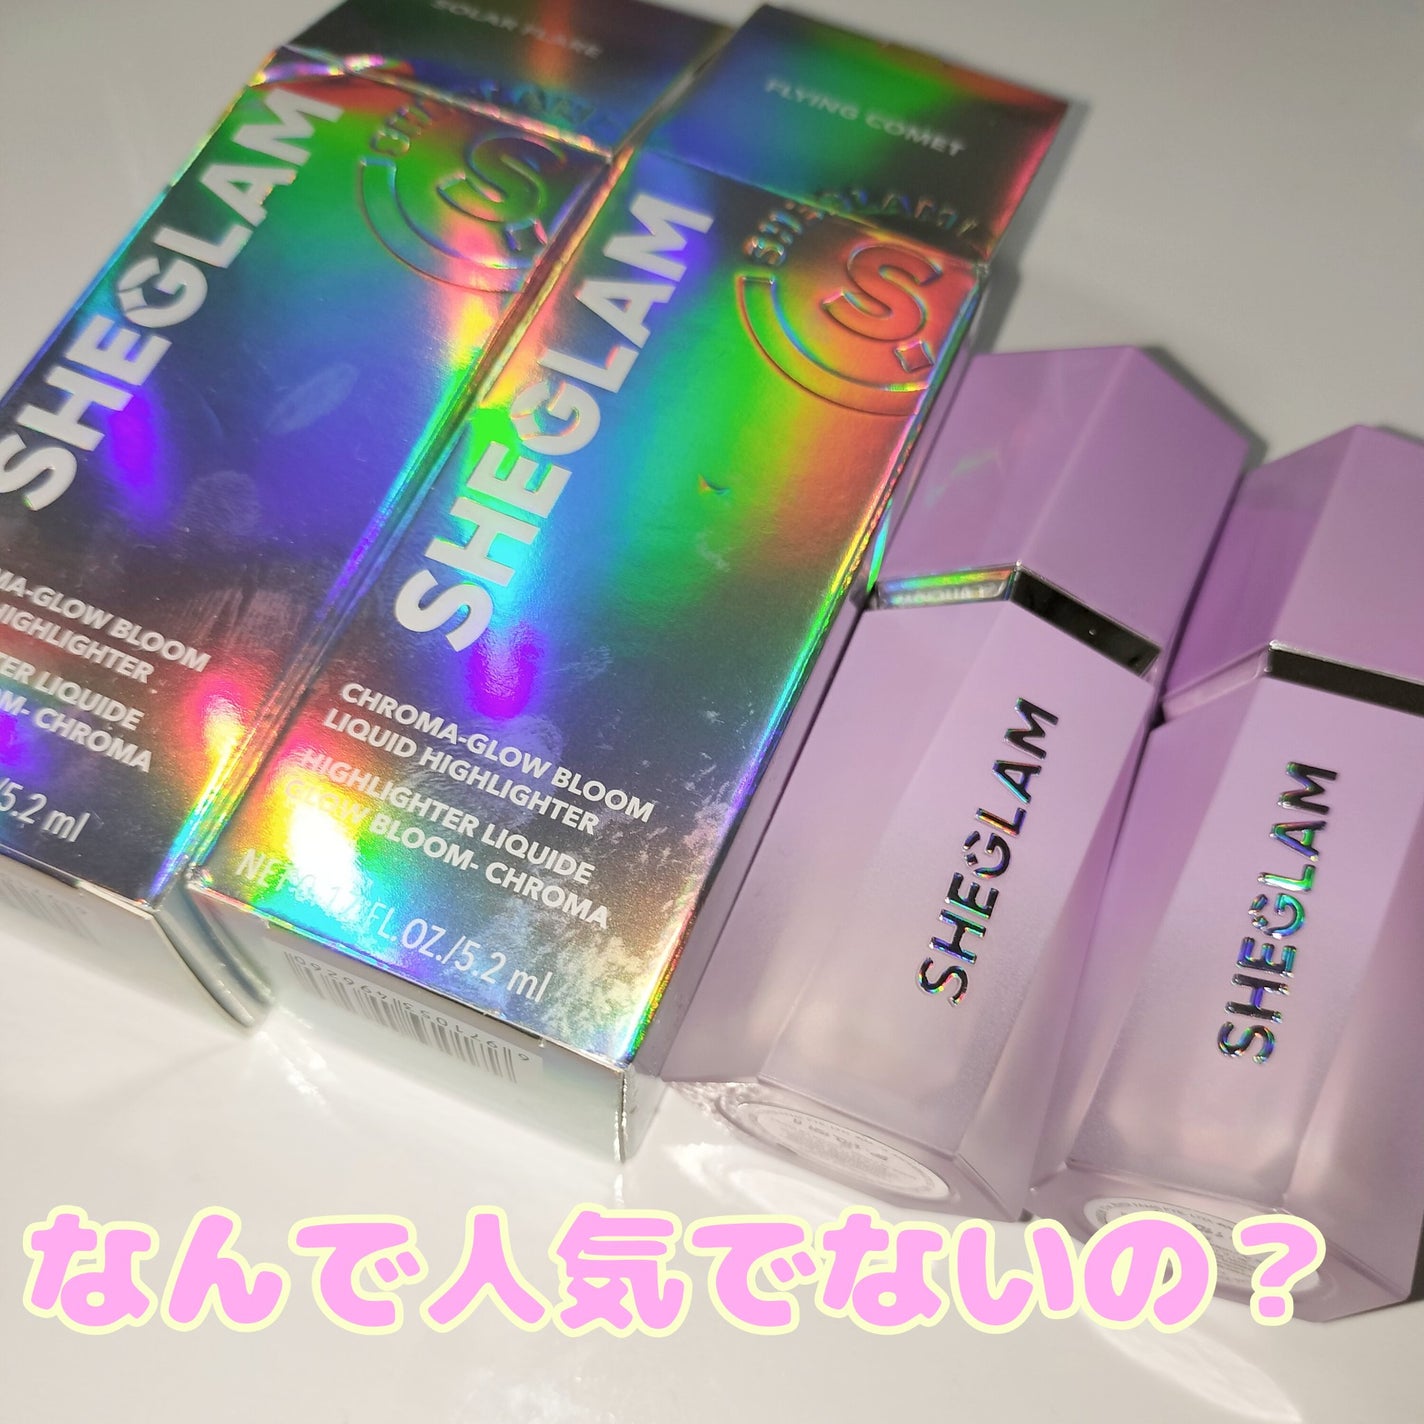 SOLAR FLARE
SHEGLAM
S.
MA-GLOW BLOOM
HIGHLIGHTER
ER LIQUIDE
OM- CHROMA
/5.2 ml
FLYING COMET
SHEGLAM
S.
CHROMA-GLOW BLOOM
LIQUID HIGHLIGHTER
HIGHLIGHTER LIQUIDE
GLOW BLOOM- CHROMA
FL.OZ./5.2 ml
SHEGLAM
SHEGLAM
なんで人気でないの？